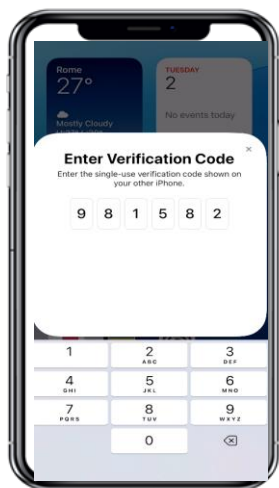 Rome
TUESDAY
27°
2
Mostly Cloudy
No events today
×
Enter Verification Code
Enter the single-use verification code shown on
your other iPhone.
9 8 1 5 8 2
1 2 3
ABC DEF
4 5 6
GHI JKL MNO
7 8 9
PQRS TUV WXYZ
0